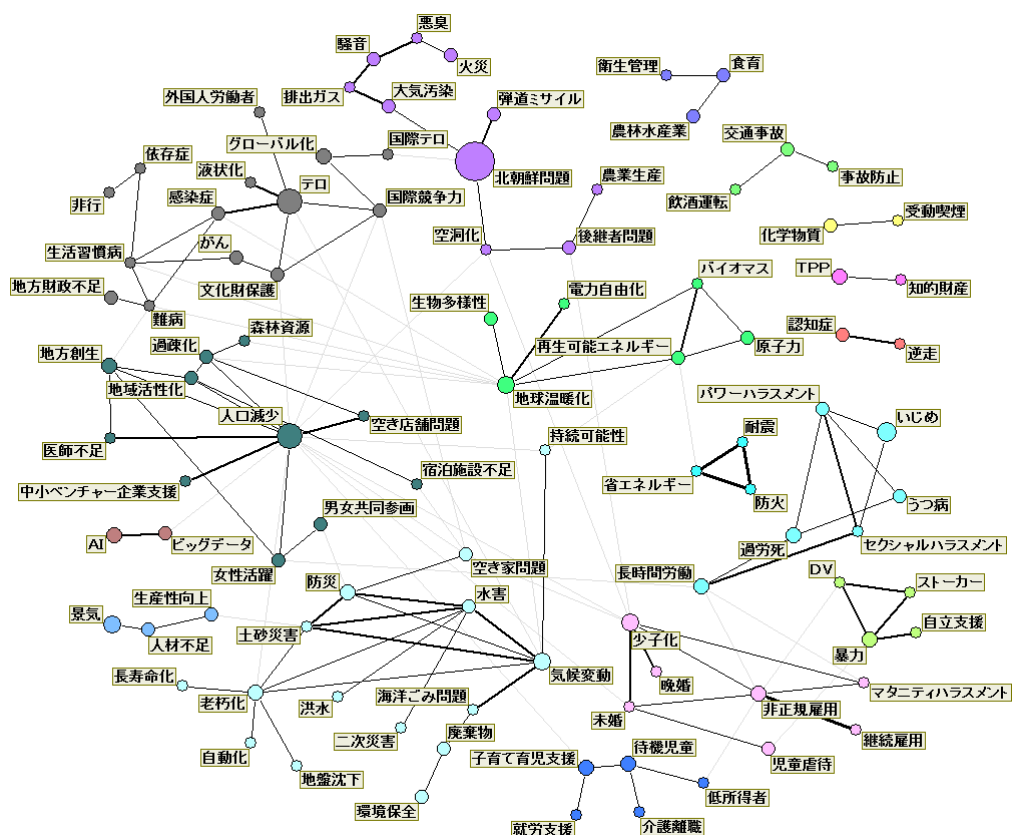 悪臭
騒音
火災
排出ガス
大気汚染
弾道ミサイル
衛生管理
食育
農林水産業
外国人労働者
グローバル化
国際テロ
北朝鮮問題
交通事故
事故防止
飲酒運転
依存症
液状化
テロ
非行
感染症
国際競争力
農業生産
受動喫煙
化学物質
生活習慣病
がん
空洞化
後継者問題
文化財保護
バイオマス
TPP
知的財産
地方財政不足
難病
生物多様性
電力自由化
森林資源
過疎化
地方創生
再生可能エネルギー
原子力
認知症
逆走
地域活性化
地球温暖化
人口減少
空き店舗問題
パワーハラスメント
いじめ
医師不足
持続可能性
耐震
中小ベンチャー企業支援
宿泊施設不足
省エネルギー
防火
うつ病
男女共同参画
過労死
セクシャルハラスメント
AI
ビッグデータ
女性活躍
空き家問題
長時間労働
DV
ストーカー
防災
水害
生産性向上
景気
人材不足
土砂災害
自立支援
暴力
少子化
気候変動
長寿命化
晩婚
マタニティハラスメント
老朽化
洪水
海洋ごみ問題
未婚
非正規雇用
継続雇用
自動化
二次災害
廃棄物
子育て育児支援
待機児童
児童虐待
地盤沈下
環境保全
低所得者
就労支援
介護離職